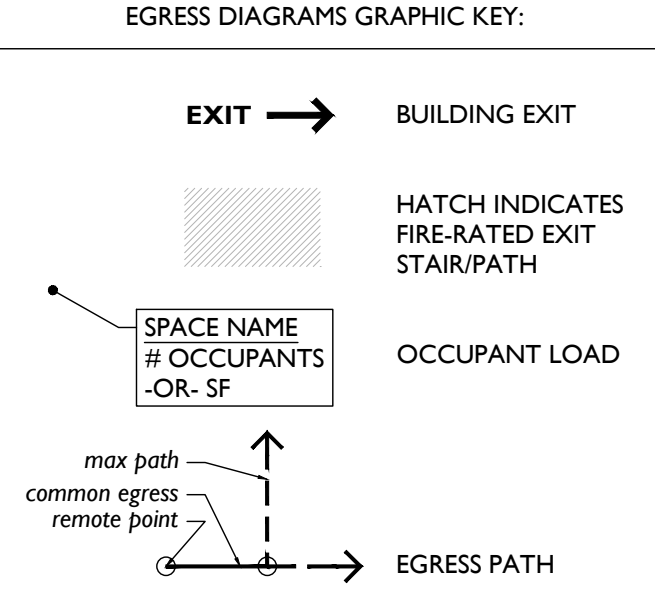 EGRESS DIAGRAMS GRAPHIC KEY:
EXIT BUILDING EXIT
HATCH INDICATES
FIRE-RATED EXIT
STAIR/PATH
SPACE NAME
# OCCUPANTS
-OR- SF
OCCUPANT LOAD
max path
common egress
remote point
EGRESS PATH